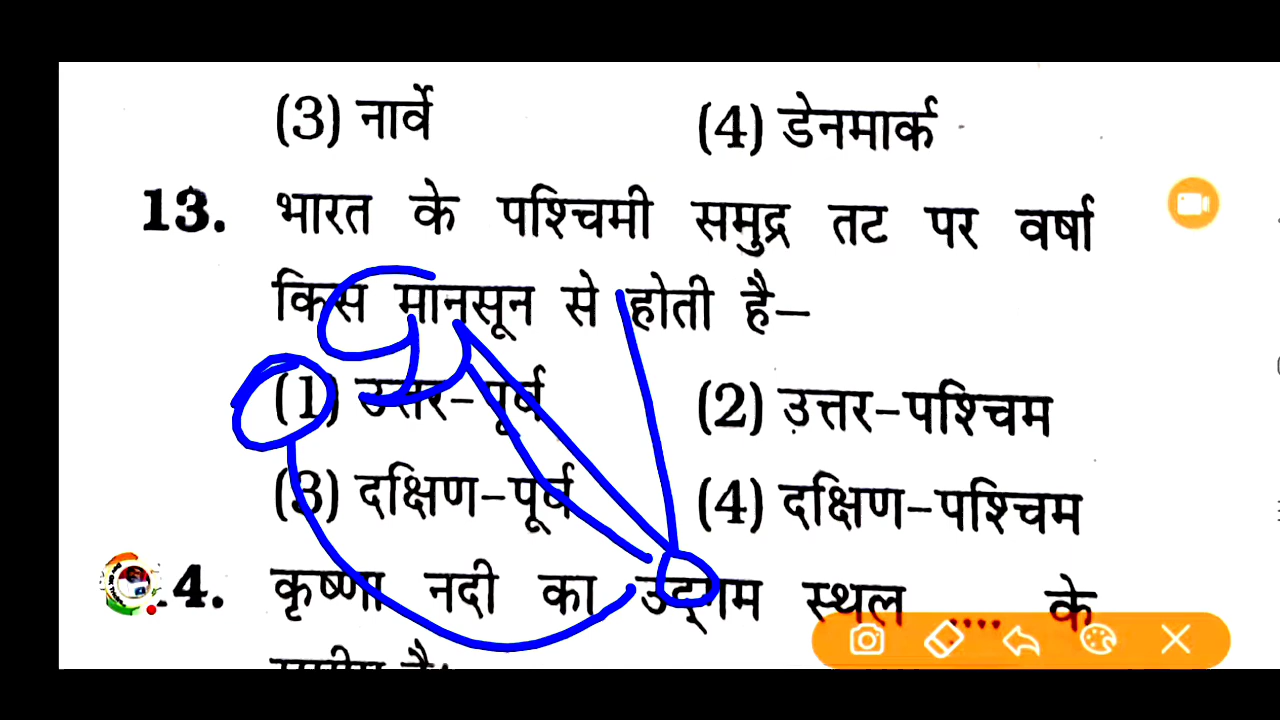 (3) नार्वे (4) डेनमार्क
13. भारत के पश्चिमी समुद्र तट पर वर्षा
किस मानसून से होती है–
(1) उत्तर-पूर्व (2) उत्तर-पश्चिम
(3) दक्षिण-पूर्व (4) दक्षिण-पश्चिम
4. कृष्णा नदी का उद्गम स्थल .... के